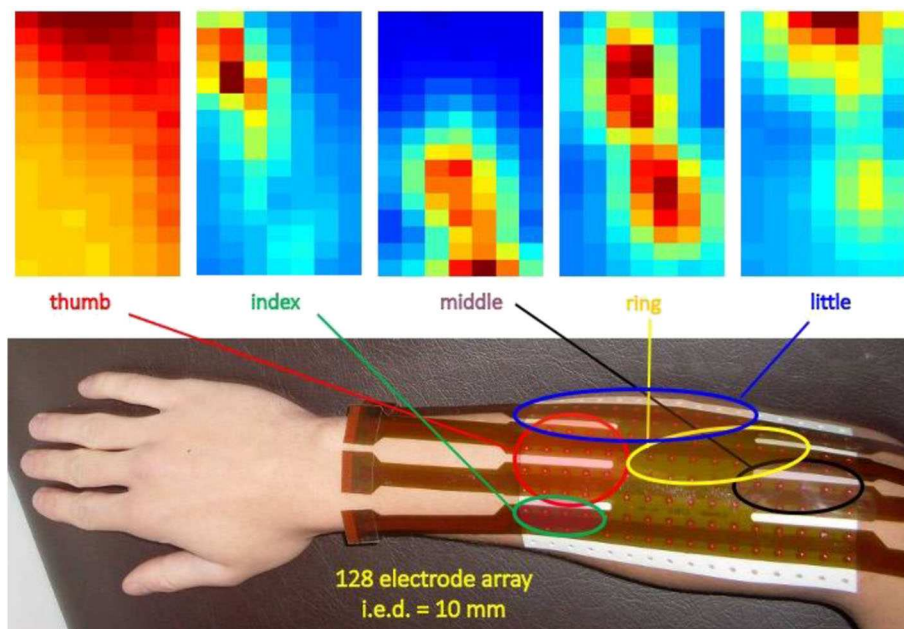 thumb index middle ring little
128 electrode array
i.e.d. = 10 mm